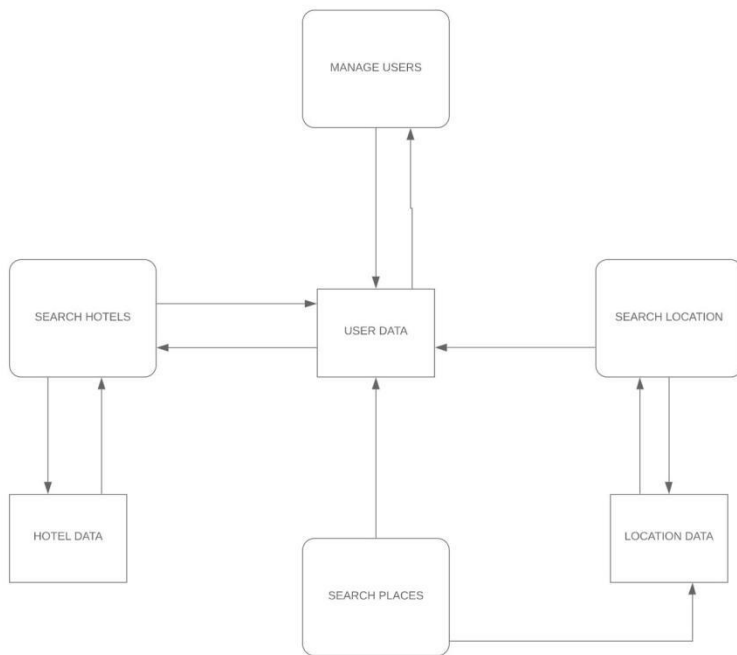 MANAGE USERS
SEARCH HOTELS
USER DATA
SEARCH LOCATION
HOTEL DATA
LOCATION DATA
SEARCH PLACES